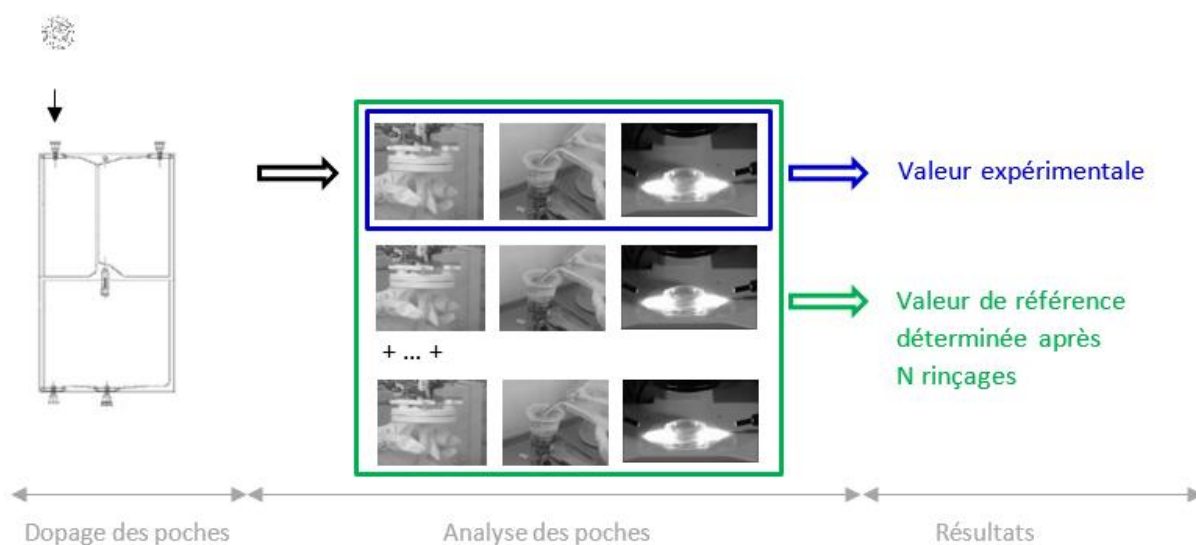 Valeur expérimentale
Valeur de référence
déterminée après
N rinçages
+ ... +
Dopage des poches
Analyse des poches
Résultats